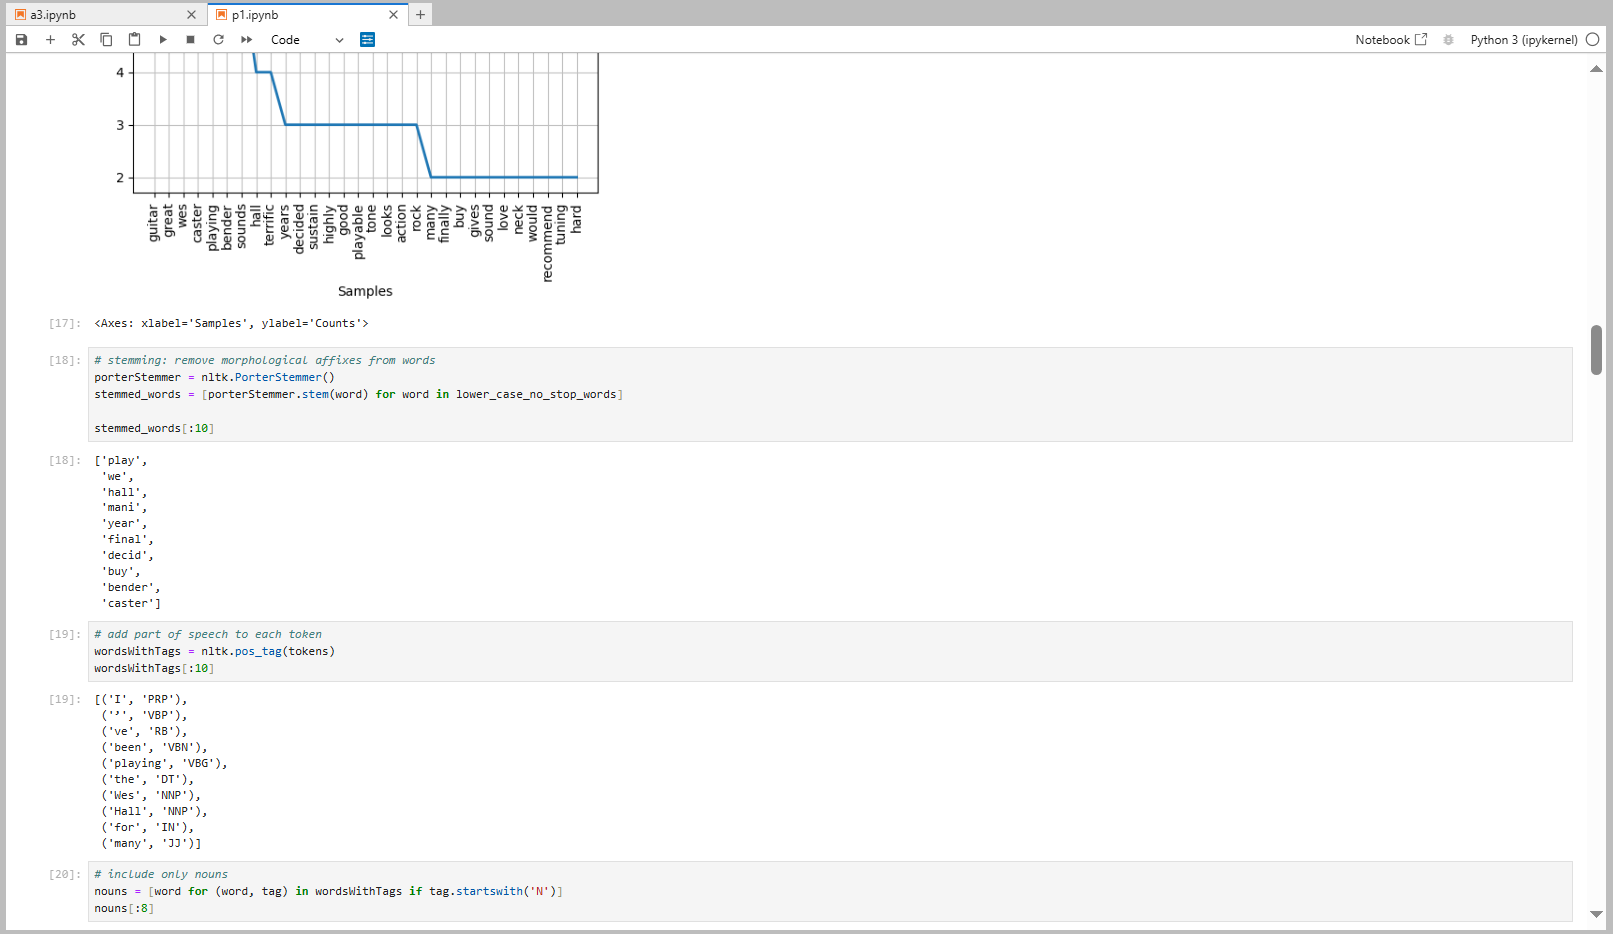 a3.ipynb
p1.ipynb
Code
Notebook
Python 3 (ipykernel)
4
3
2
guitar
great
wes
caster
playing
bender
sounds
hall
terrific
years
decided
sustain
highly
good
playable
tone
looks
action
rock
many
finally
buy
gives
sound
love
neck
would
recommend
tuning
hard
Samples
[17]: <Axes: xlabel='Samples', ylabel='Counts'>
[18]: # stemming: remove morphological affixes from words
porterStemmer = nltk.PorterStemmer()
stemmed_words = [porterStemmer.stem(word) for word in lower_case_no_stop_words]
stemmed_words[:10]
[18]: ['play',
'we',
'hall',
'mani',
'year',
'final',
'decid',
'buy',
'bender',
'caster']
[19]: # add part of speech to each token
wordsWithTags = nltk.pos_tag(tokens)
wordsWithTags[:10]
[19]: [('I', 'PRP'),
('’', 'VBP'),
('ve', 'RB'),
('been', 'VBN'),
('playing', 'VBG'),
('the', 'DT'),
('Wes', 'NNP'),
('Hall', 'NNP'),
('for', 'IN'),
('many', 'JJ')]
[20]: # include only nouns
nouns = [word for (word, tag) in wordsWithTags if tag.startswith('N')]
nouns[:8]